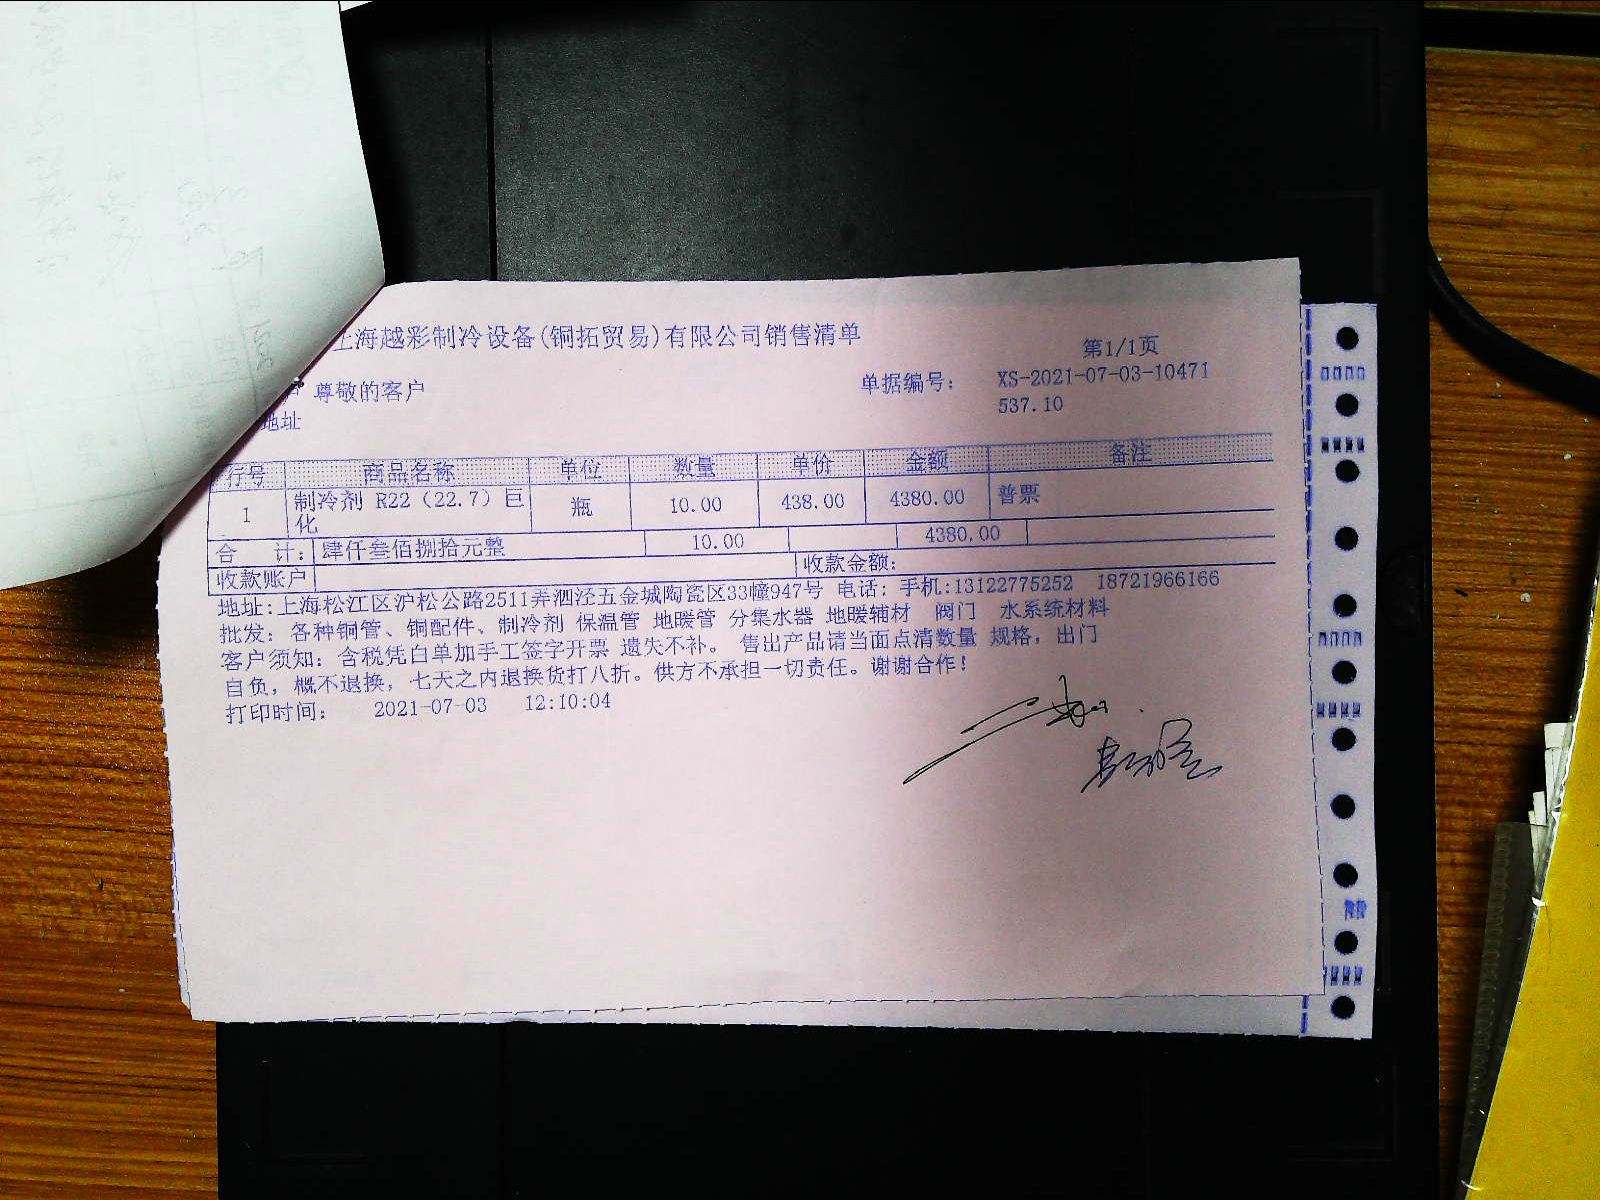 上海越彩制冷设备(铜拓贸易)有限公司销售清单
第1/1页
尊敬的客户
单据编号： XS-2021-07-03-10471
地址
537.10
行号 商品名称 单位 数量 单价 金额 备注
1 制冷剂 R22（22.7）巨化 瓶 10.00 438.00 4380.00 普票
合 计： 肆仟叁佰捌拾元整 10.00 4380.00
收款账户 收款金额：
地址：上海松江区沪松公路2511弄泗泾五金城陶瓷区33幢947号 电话：手机:13122775252 18721966166
批发：各种铜管、铜配件、制冷剂 保温管 地暖管 分集水器 地暖辅材 阀门 水系统材料
客户须知：含税凭白单加手工签字开票 遗失不补。 售出产品请当面点清数量 规格，出门
自负，概不退换，七天之内退换货打八折。供方不承担一切责任。谢谢合作！
打印时间： 2021-07-03 12:10:04